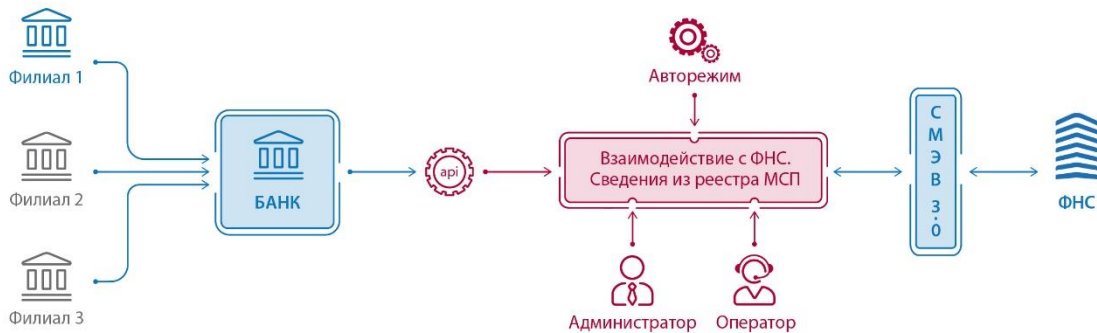 Филиал 1
Филиал 2
Филиал 3
БАНК
api
Авторежим
Взаимодействие с ФНС.
Сведения из реестра МСП
Администратор
Оператор
СМЭВ 3.0
ФНС